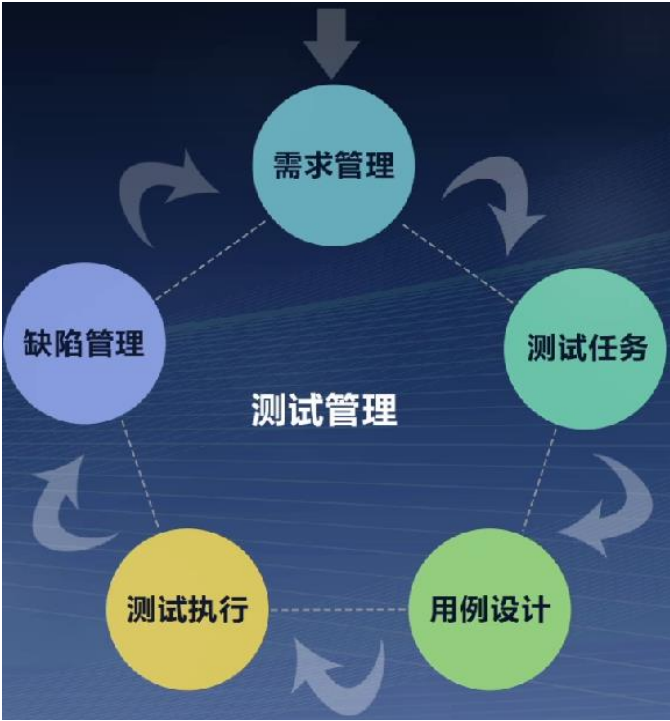 需求管理
测试任务
用例设计
测试执行
缺陷管理
测试管理